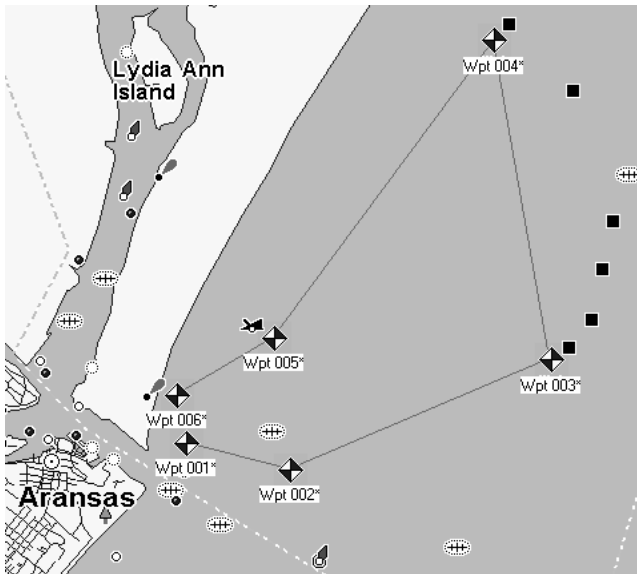 Lydia Ann
Island
Wpt 004*
Wpt 005*
Wpt 003*
Wpt 006*
Wpt 001*
Wpt 002*
Aransas